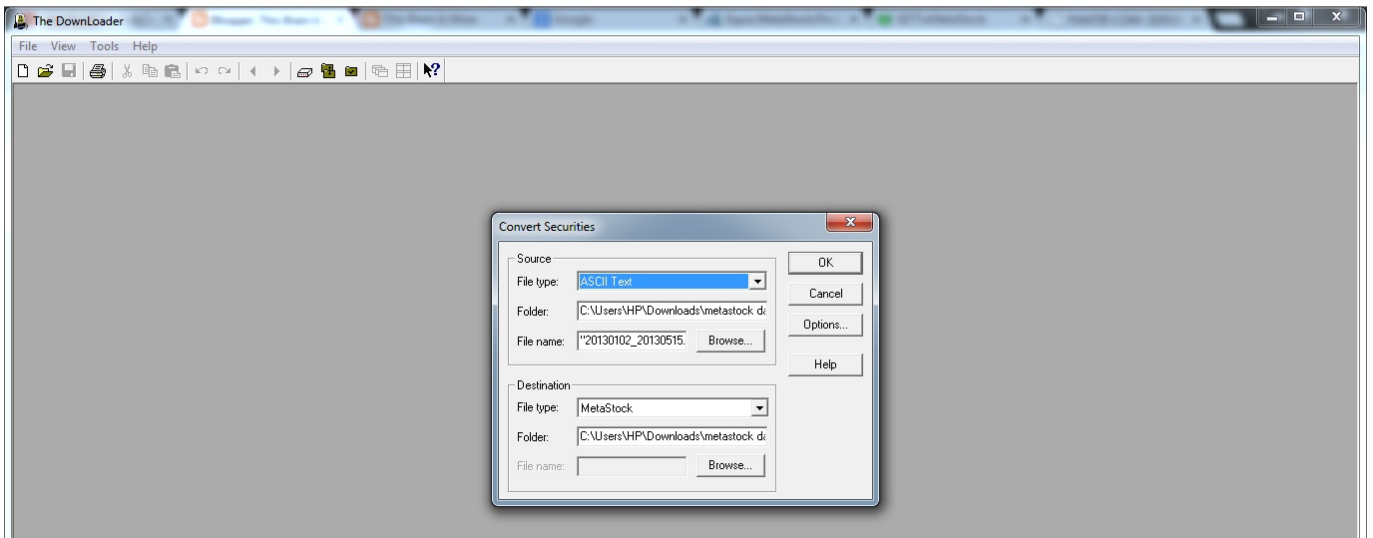 The DownLoader
File View Tools Help
Convert Securities
Source
File type: ASCII Text
Folder: C:\Users\HP\Downloads\metastock da
File name: "20130102_20130515. Browse...
Destination
File type: MetaStock
Folder: C:\Users\HP\Downloads\metastock da
File name: Browse...
OK
Cancel
Options...
Help